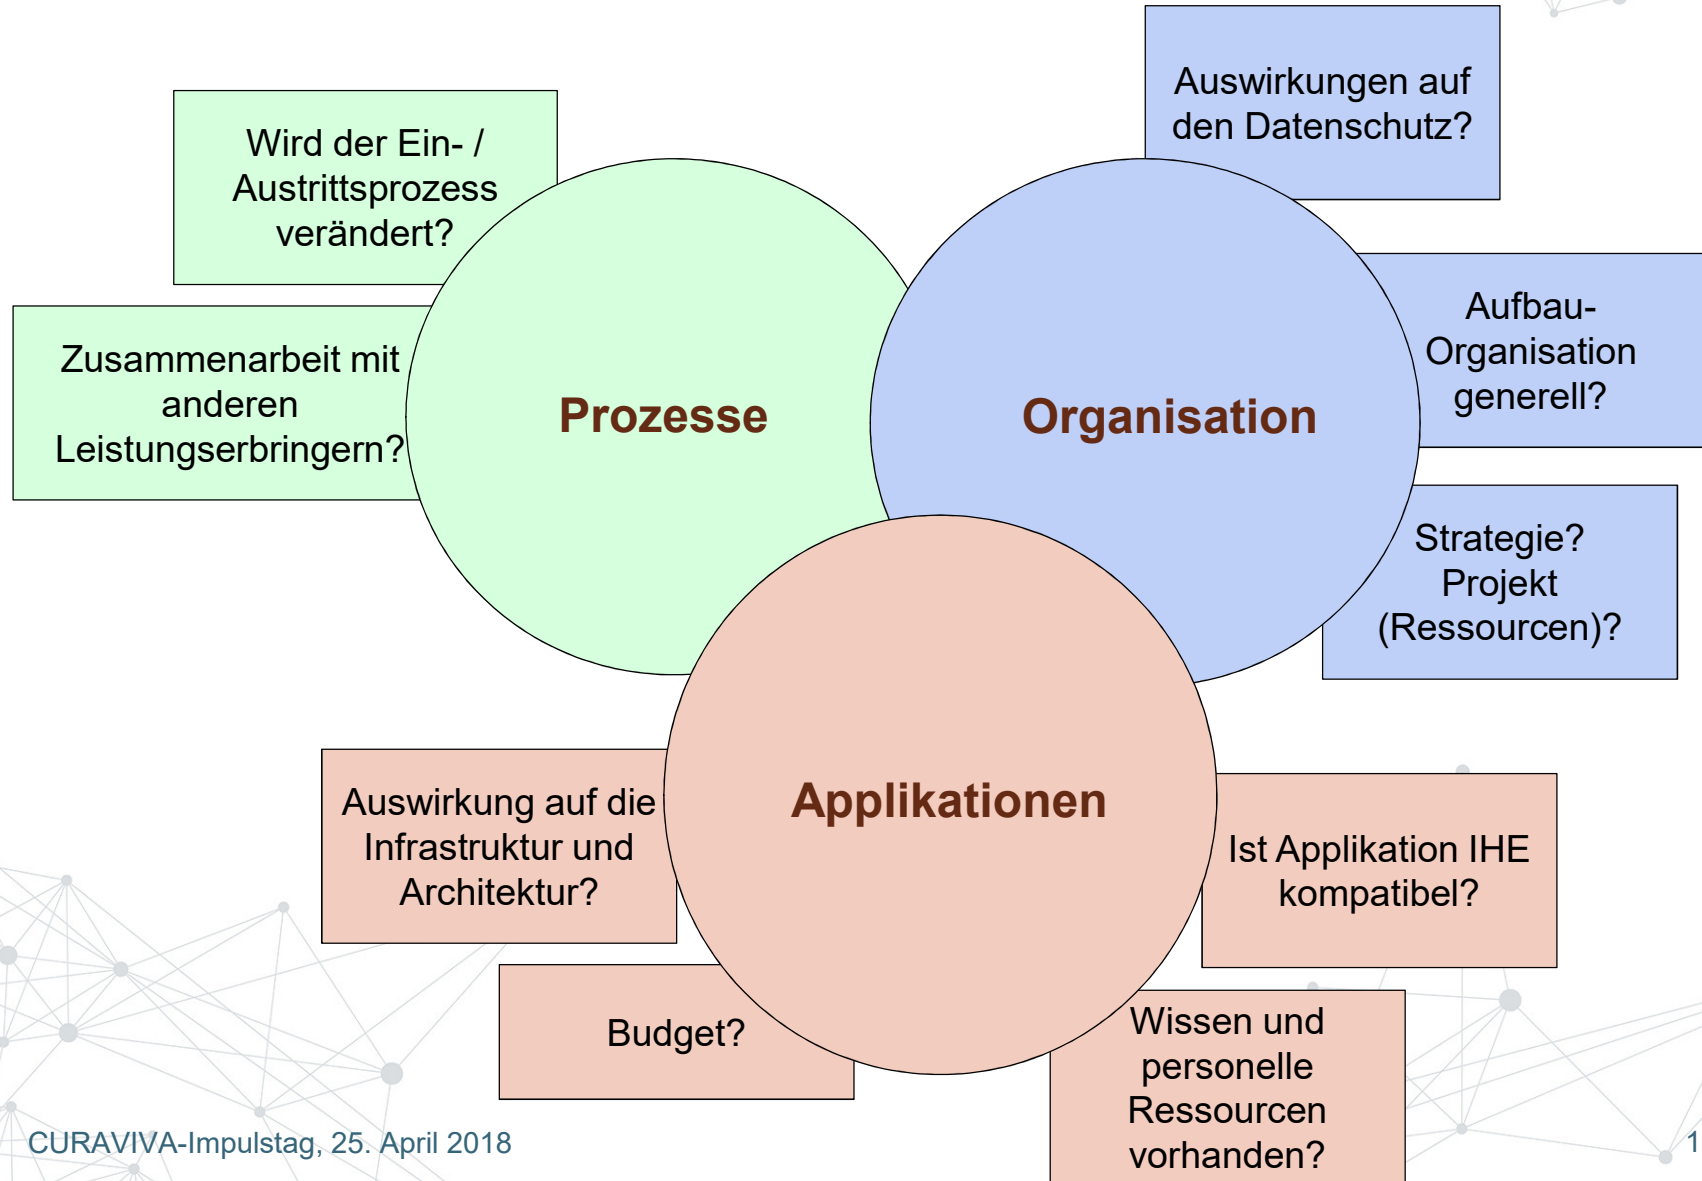 Auswirkungen auf
den Datenschutz?
Wird der Ein- /
Austrittsprozess
verändert?
Aufbau-
Organisation
generell?
Zusammenarbeit mit
anderen
Leistungserbringern?
Prozesse
Organisation
Strategie?
Projekt
(Ressourcen)?
Applikationen
Auswirkung auf die
Infrastruktur und
Architektur?
Ist Applikation IHE
kompatibel?
Budget?
Wissen und
personelle
Ressourcen
vorhanden?
CURAVIVA-Impulstag, 25. April 2018
1